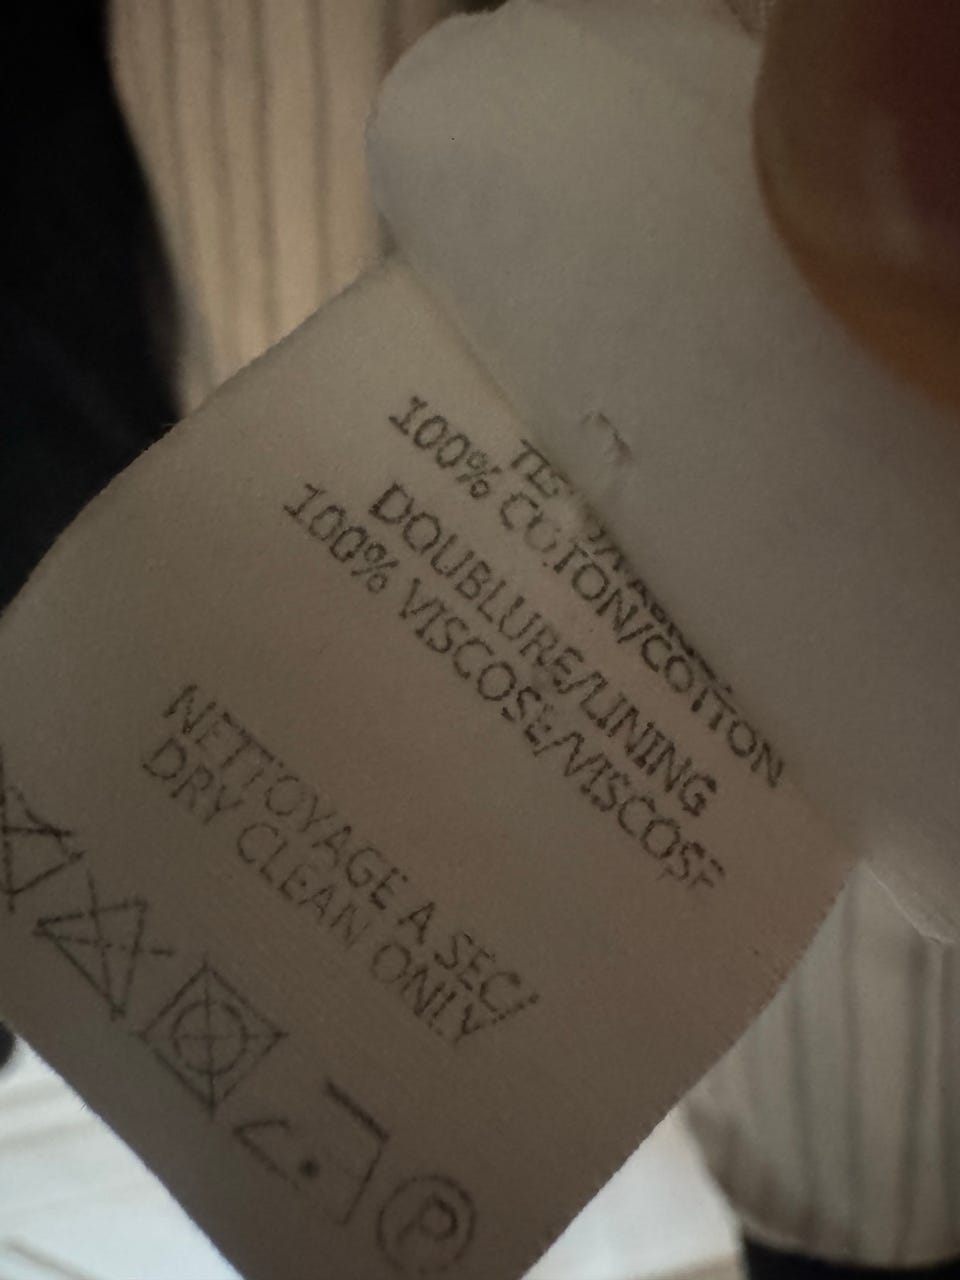 100% COTON/COTTON
DOUBLURE/LINING
100% VISCOSE/VISCOSE
NETTOYAGE A SEC/
DRY CLEAN ONLY
P